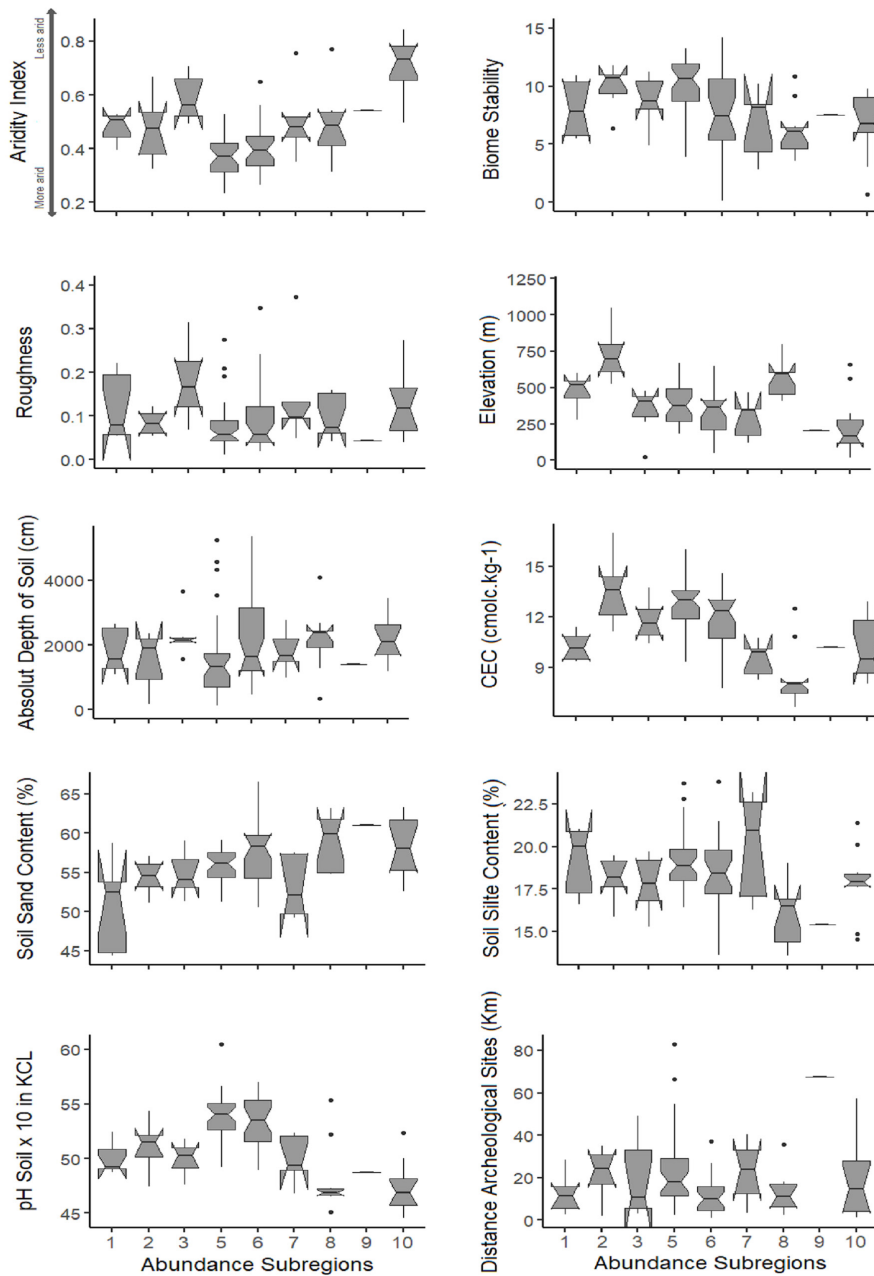 Less arid
More arid
Aridity Index
0.8
0.6
0.4
0.2
Biome Stability
15
10
5
0
Roughness
0.4
0.3
0.2
0.1
0.0
Elevation (m)
1250
1000
750
500
250
0
Absolut Depth of Soil (cm)
4000
2000
0
CEC (cmolc.kg-1)
15
12
9
Soil Sand Content (%)
65
60
55
50
45
Soil Silte Content (%)
22.5
20.0
17.5
15.0
pH Soil x 10 in KCL
60
55
50
45
1 2 3 5 6 7 8 9 10
Abundance Subregions
Distance Archeological Sites (Km)
80
60
40
20
0
1 2 3 5 6 7 8 9 10
Abundance Subregions